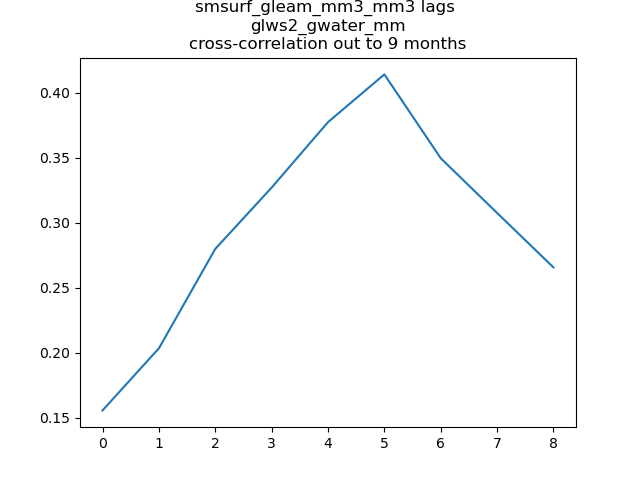 smsurf_gleam_mm3_mm3 lags
glws2_gwater_mm
cross-correlation out to 9 months
0.40
0.35
0.30
0.25
0.20
0.15
0 1 2 3 4 5 6 7 8